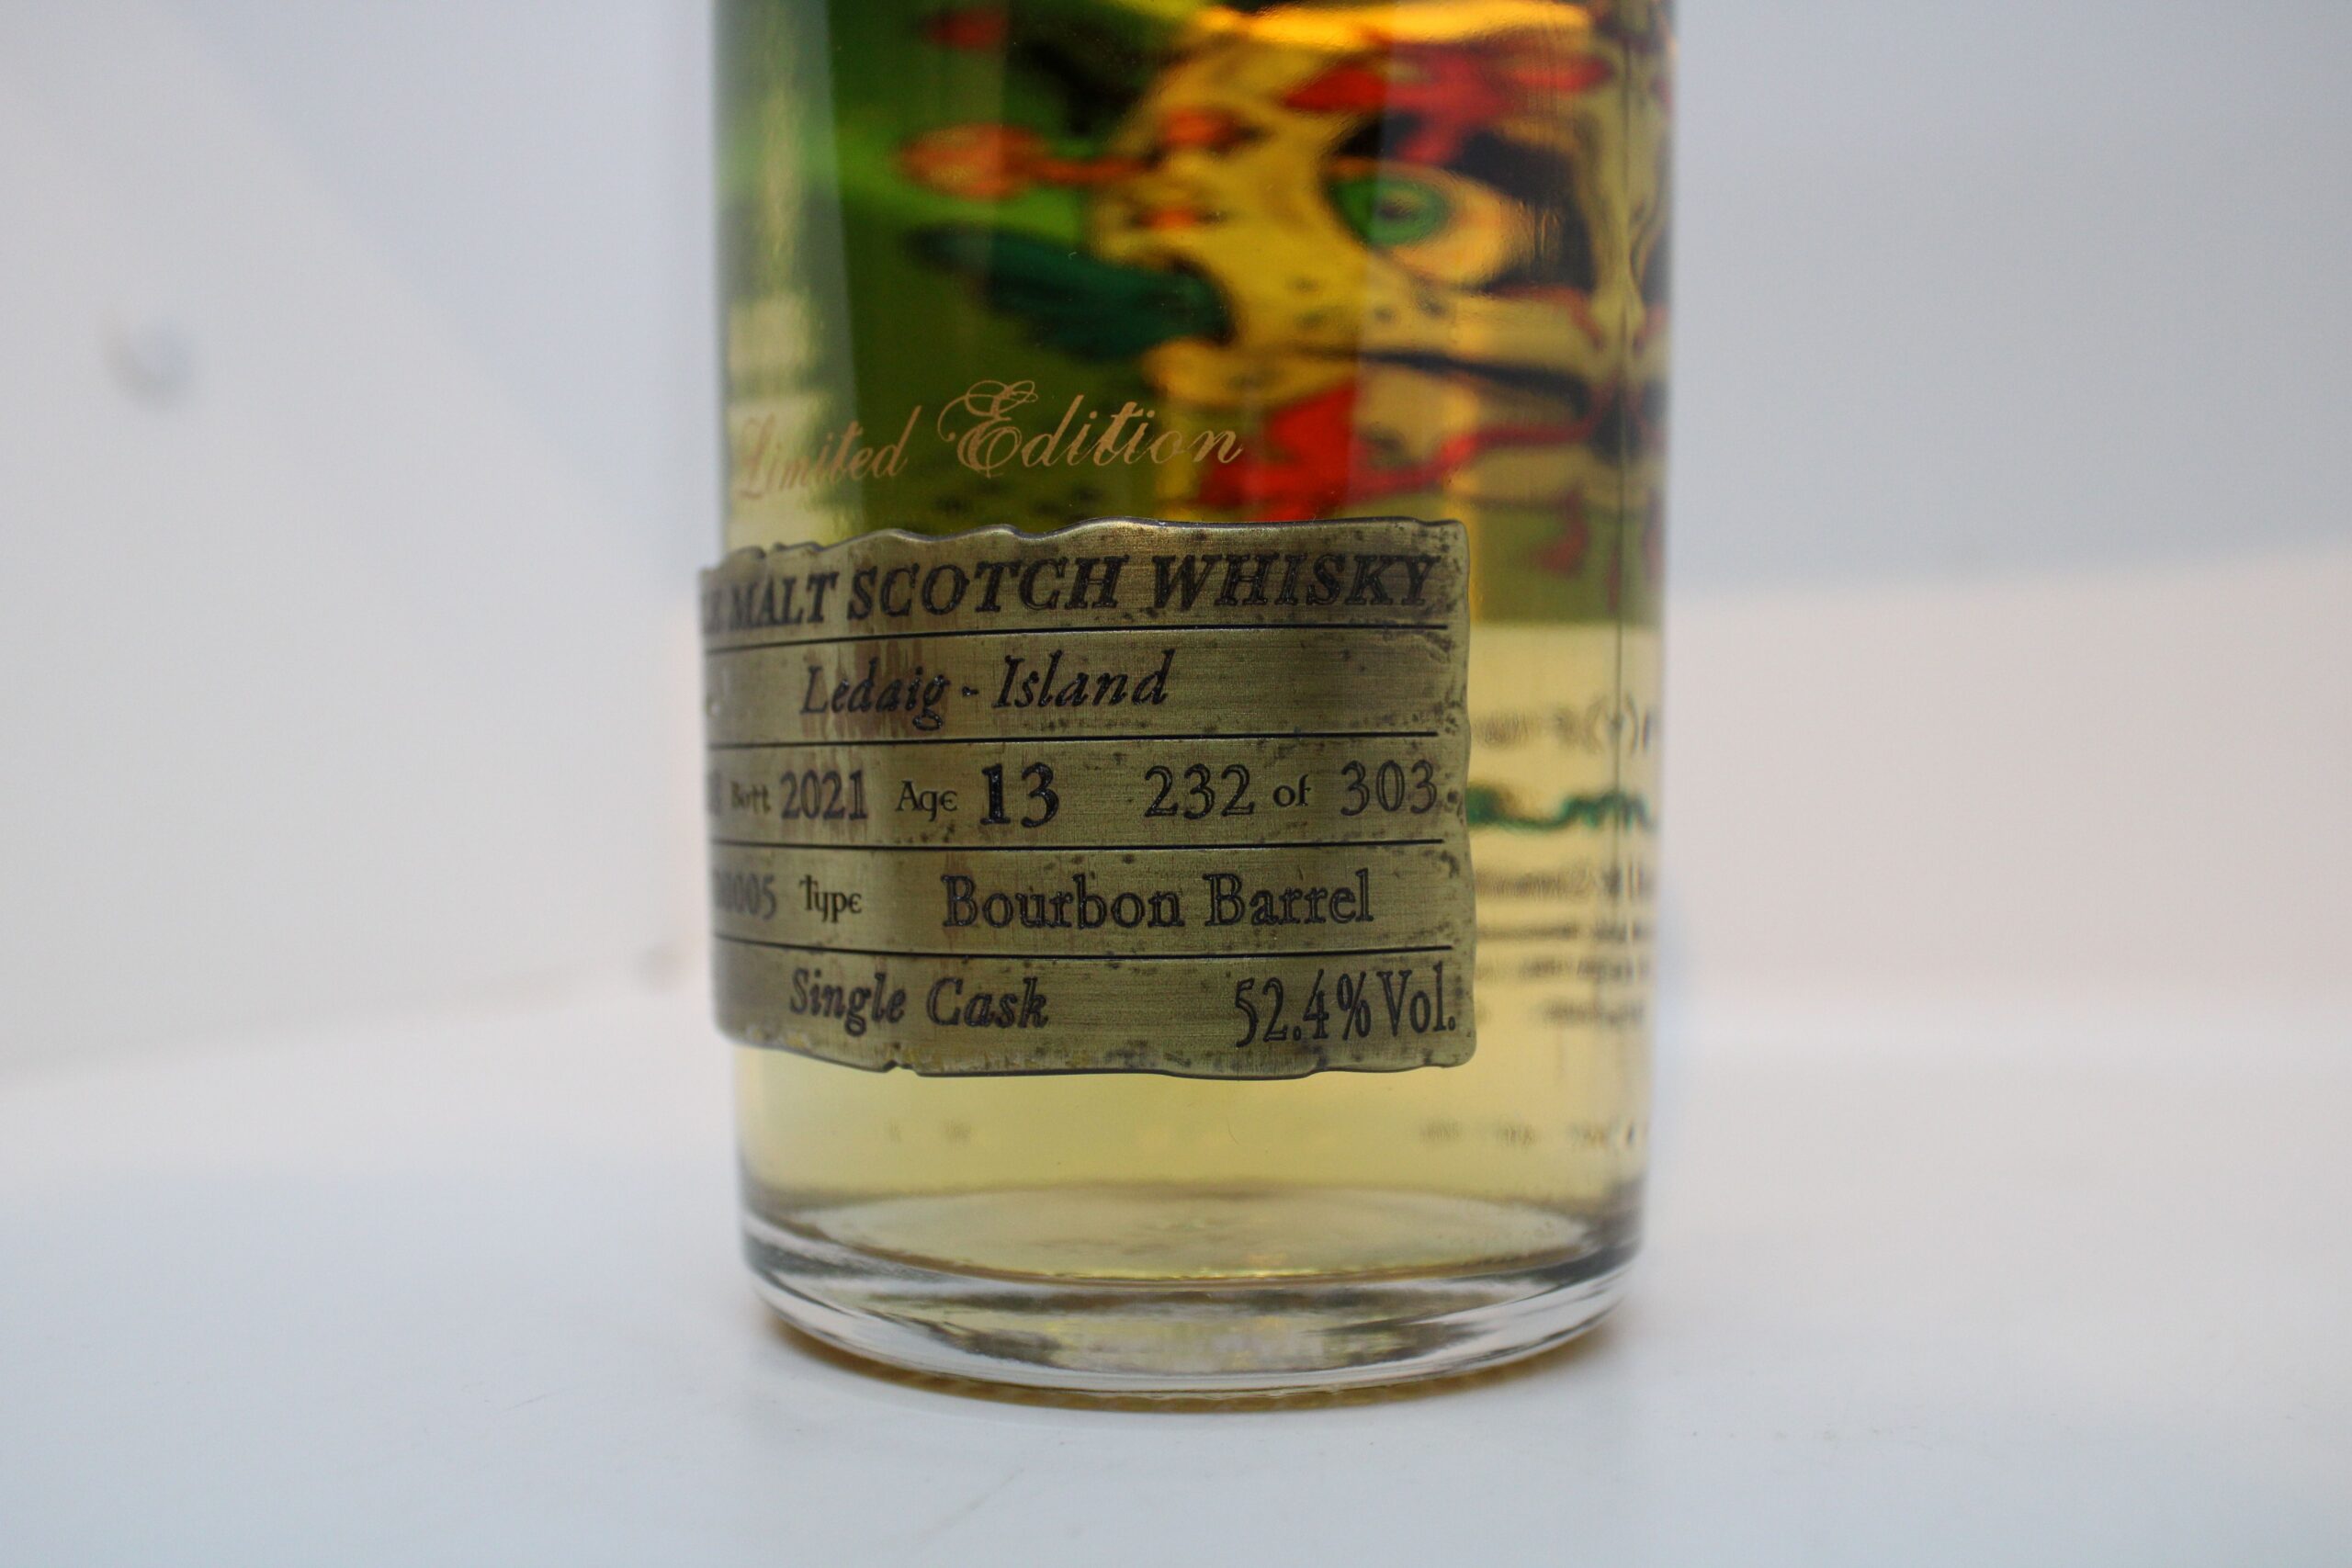 Limited Edition
MALT SCOTCH WHISKY
Ledaig - Island
Bott 2021 Age 13 232 of 303
Type Bourbon Barrel
Single Cask 52.4% Vol.